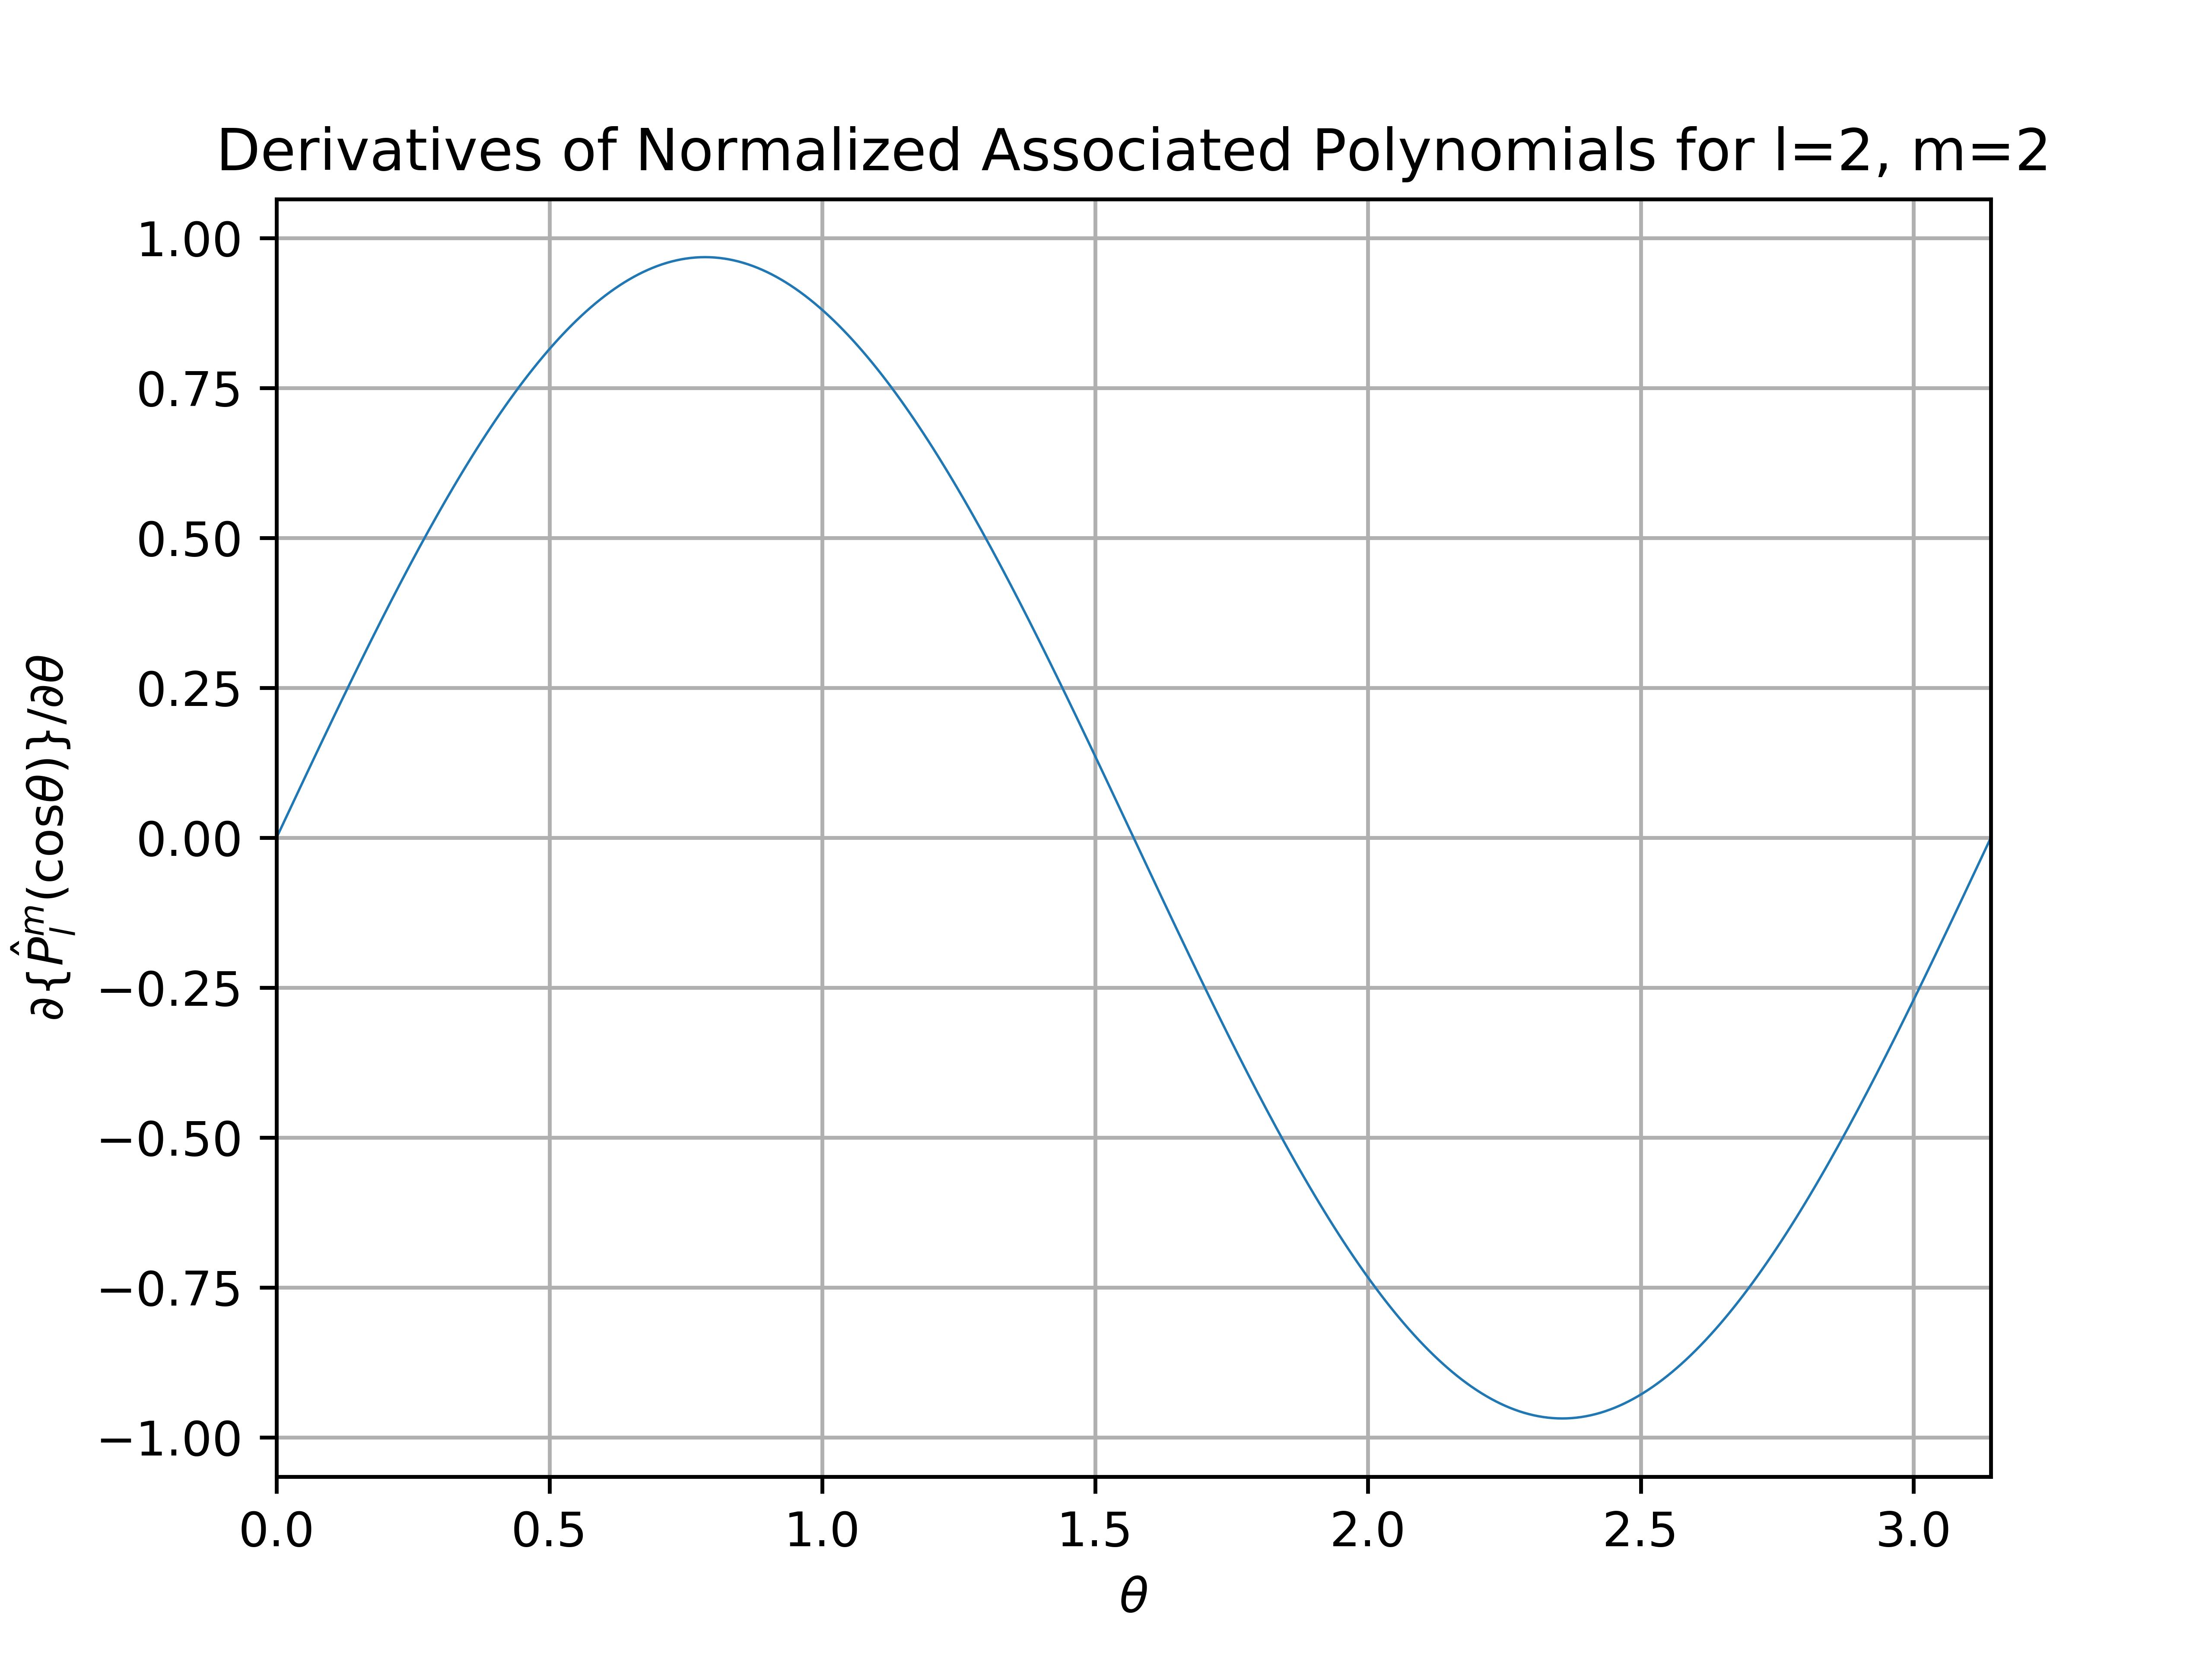 Derivatives of Normalized Associated Polynomials for l=2, m=2
1.00
0.75
0.50
0.25
0.00
−0.25
−0.50
−0.75
−1.00
∂{P̂ₗᵐ(cosθ)}/∂θ
0.0 0.5 1.0 1.5 2.0 2.5 3.0
θ